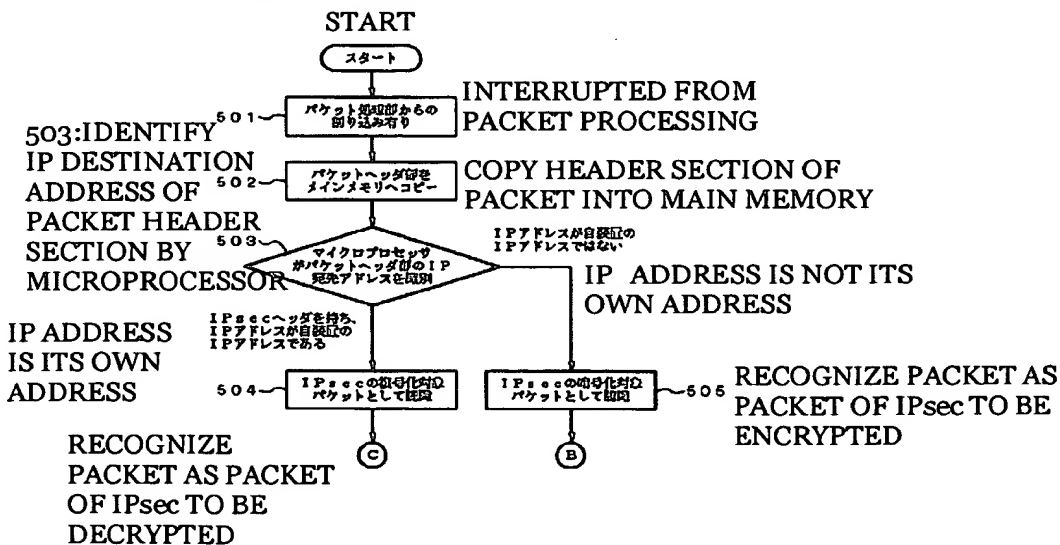 START
スタート
501
パケット処理部からの
割り込み有り
INTERRUPTED FROM
PACKET PROCESSING
502
パケットヘッダ部を
メインメモリへコピー
COPY HEADER SECTION OF
PACKET INTO MAIN MEMORY
503:IDENTIFY
IP DESTINATION
ADDRESS OF
PACKET HEADER
SECTION BY
MICROPROCESSOR
503
マイクロプロセッサ
がパケットヘッダ部のIP
宛先アドレスを識別
IPアドレスが自装置の
IPアドレスではない
IP ADDRESS IS NOT ITS
OWN ADDRESS
IPsecヘッダを持ち、
IPアドレスが自装置の
IPアドレスである
IP ADDRESS
IS ITS OWN
ADDRESS
504
IPsecの復号化対象
パケットとして認識
IPsecの暗号化対象
パケットとして認識
505
RECOGNIZE PACKET AS
PACKET OF IPsec TO BE
ENCRYPTED
C
B
RECOGNIZE
PACKET AS PACKET
OF IPsec TO BE
DECRYPTED